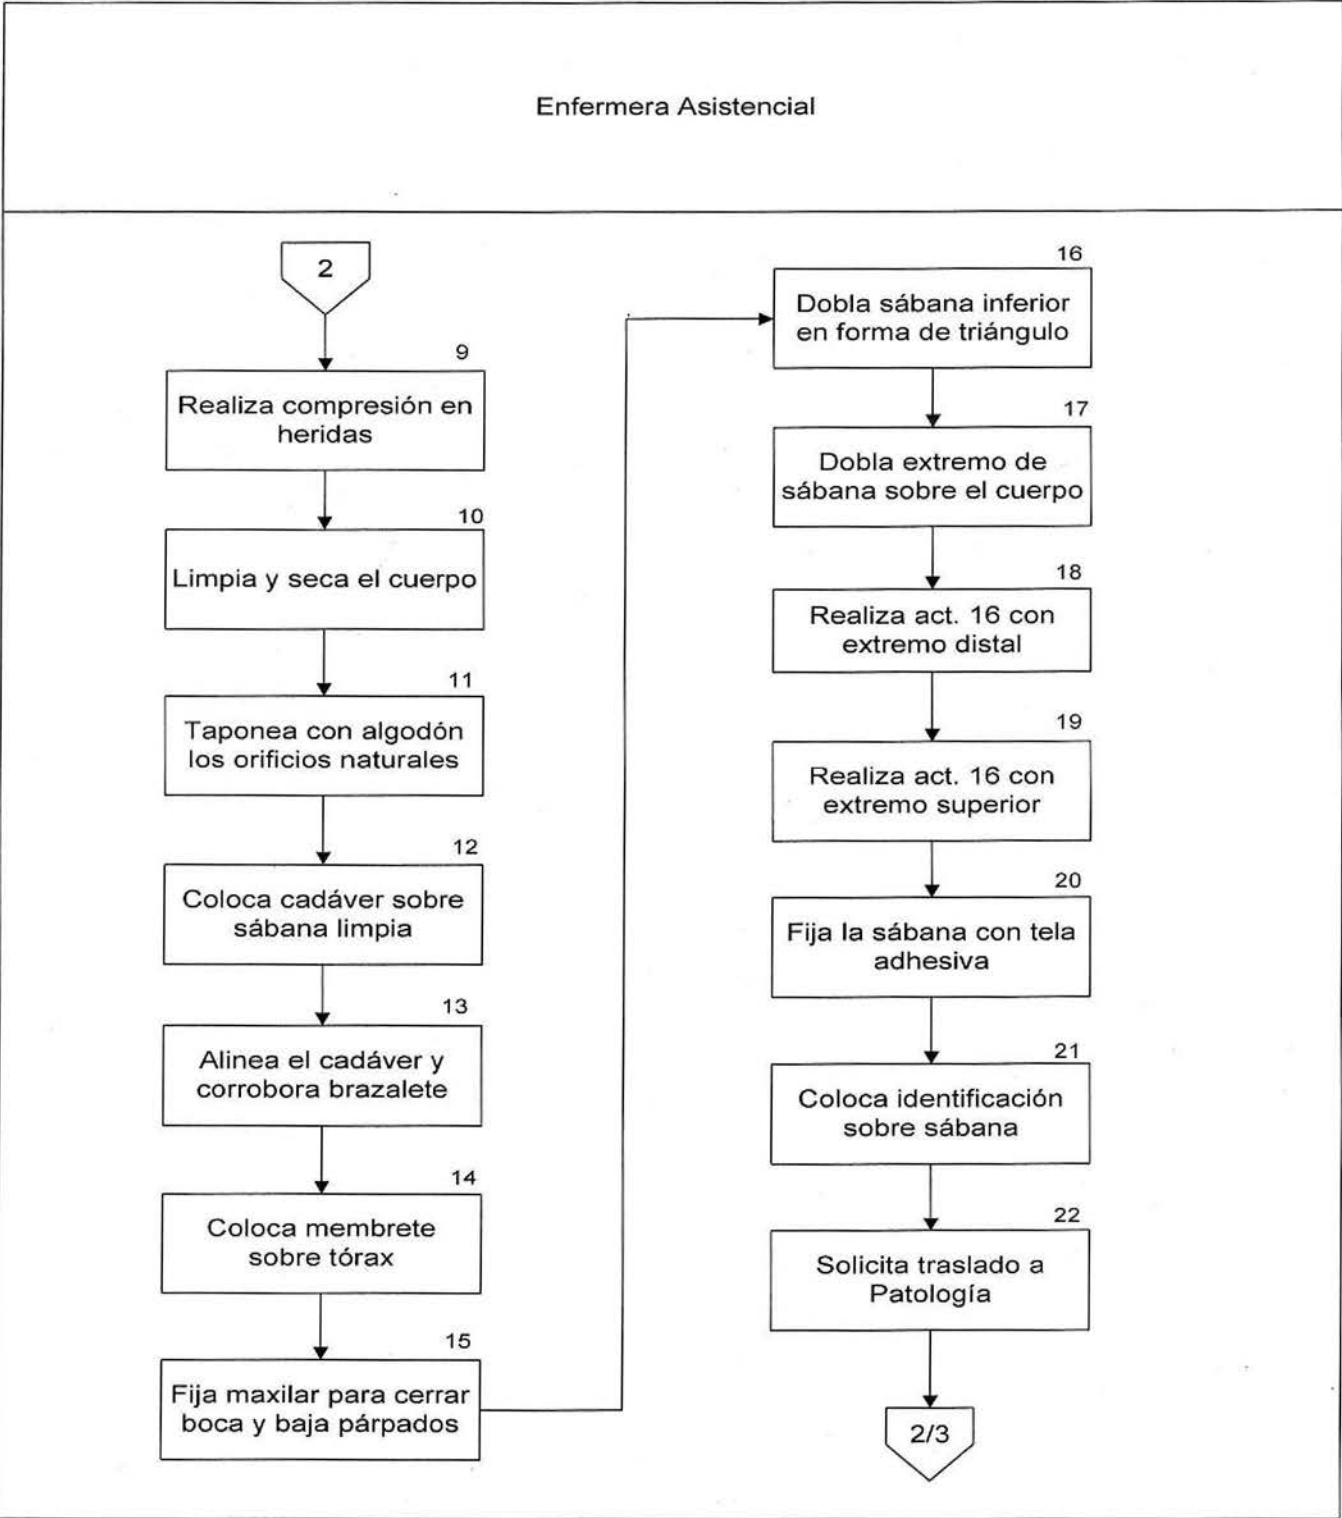 Enfermera Asistencial
2
9
Realiza compresión en
heridas
10
Limpia y seca el cuerpo
11
Taponea con algodón
los orificios naturales
12
Coloca cadáver sobre
sábana limpia
13
Alinea el cadáver y
corrobora brazalete
14
Coloca membrete
sobre tórax
15
Fija maxilar para cerrar
boca y baja párpados
16
Dobla sábana inferior
en forma de triángulo
17
Dobla extremo de
sábana sobre el cuerpo
18
Realiza act. 16 con
extremo distal
19
Realiza act. 16 con
extremo superior
20
Fija la sábana con tela
adhesiva
21
Coloca identificación
sobre sábana
22
Solicita traslado a
Patología
2/3